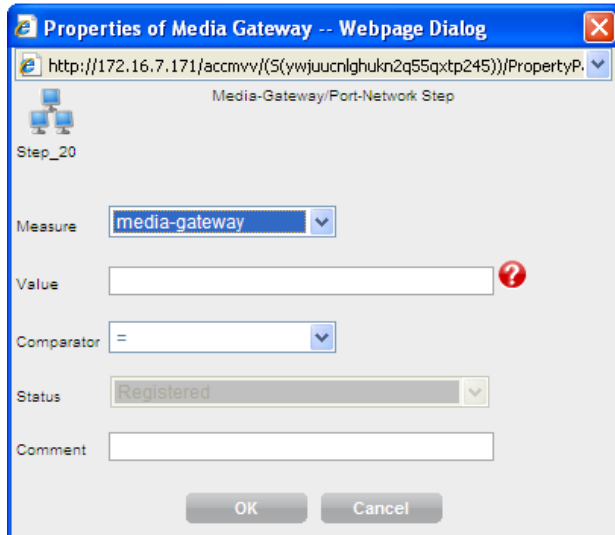 Properties of Media Gateway -- Webpage Dialog
http://172.16.7.171/accmvv/(S(ywjuucnlghukn2q55qxtp245))/PropertyP
Media-Gateway/Port-Network Step
Step_20
Measure media-gateway
Value
Comparator =
Status Registered
Comment
OK Cancel